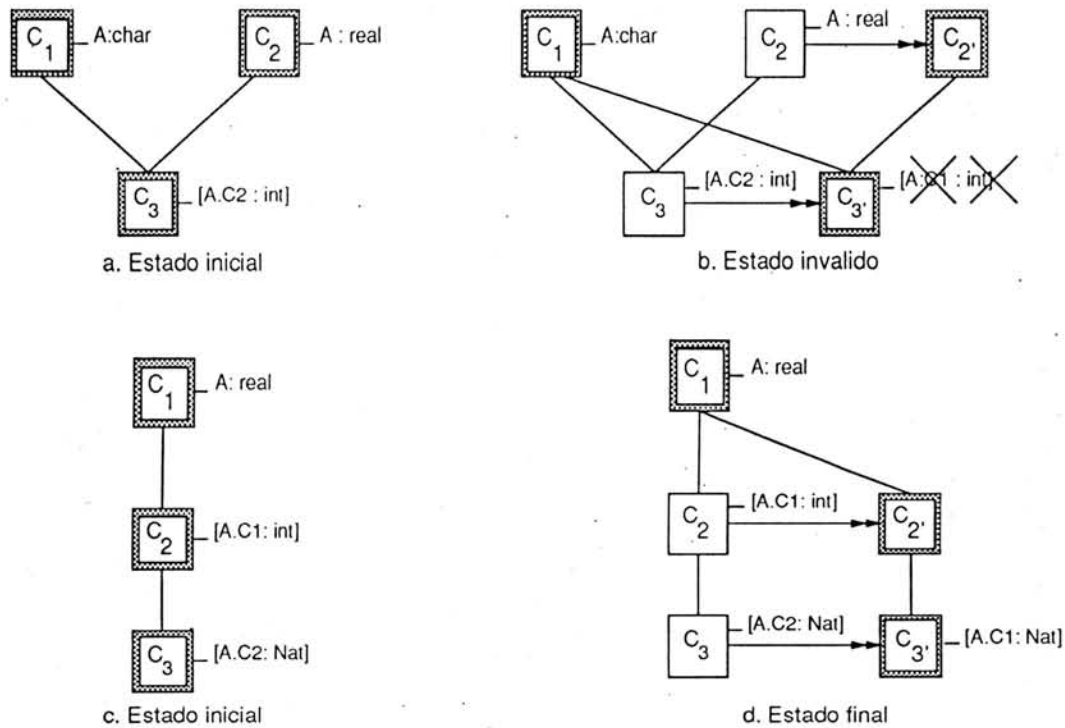 C1 A:char
C2 A : real
C3 [A.C2 : int]
a. Estado inicial
C1 A:char
C2 A : real
C2'
C3 [A.C2 : int]
C3' [A:C1 : int]
b. Estado invalido
C1 A: real
C2 [A.C1: int]
C3 [A.C2: Nat]
c. Estado inicial
C1 A: real
C2 [A.C1: int]
C2'
C3 [A.C2: Nat]
C3' [A.C1: Nat]
d. Estado final